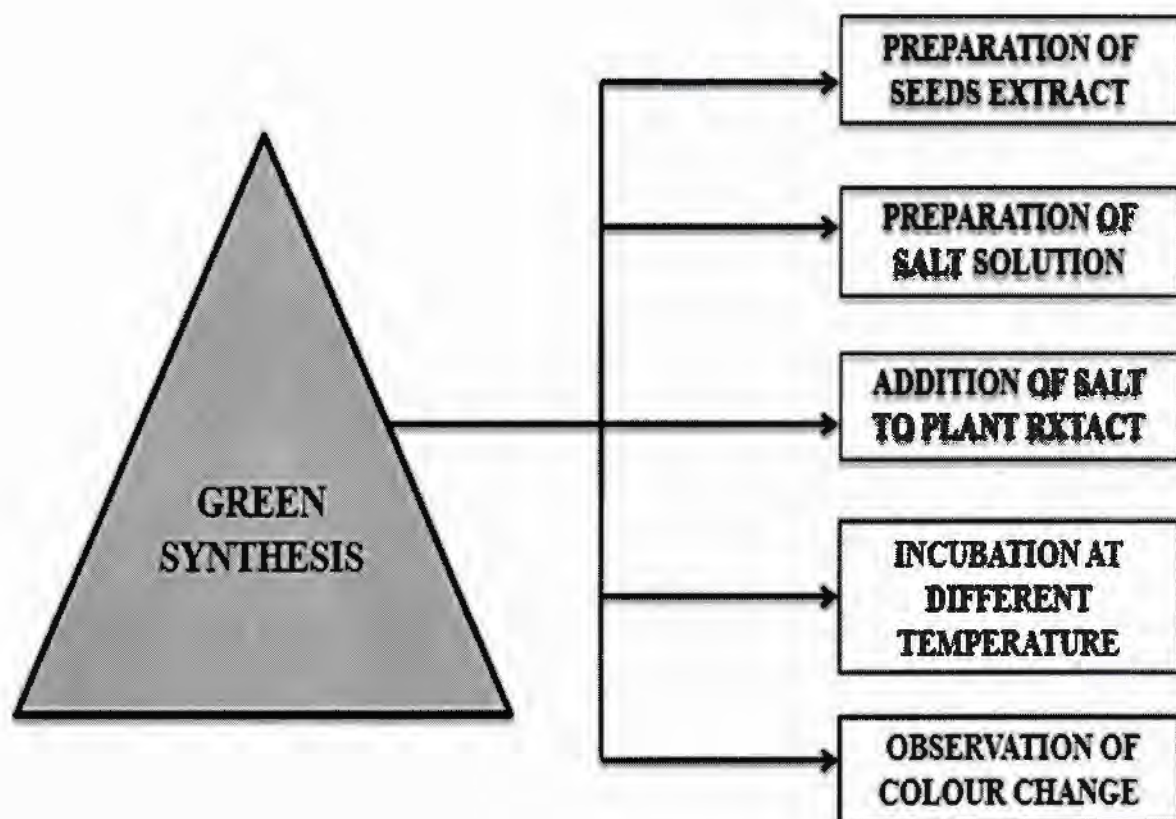 PREPARATION OF
SEEDS EXTRACT
PREPARATION OF
SALT SOLUTION
ADDITION OF SALT
TO PLANT RXTACT
GREEN
SYNTHESIS
INCUBATION AT
DIFFERENT
TEMPERATURE
OBSERVATION OF
COLOUR CHANGE